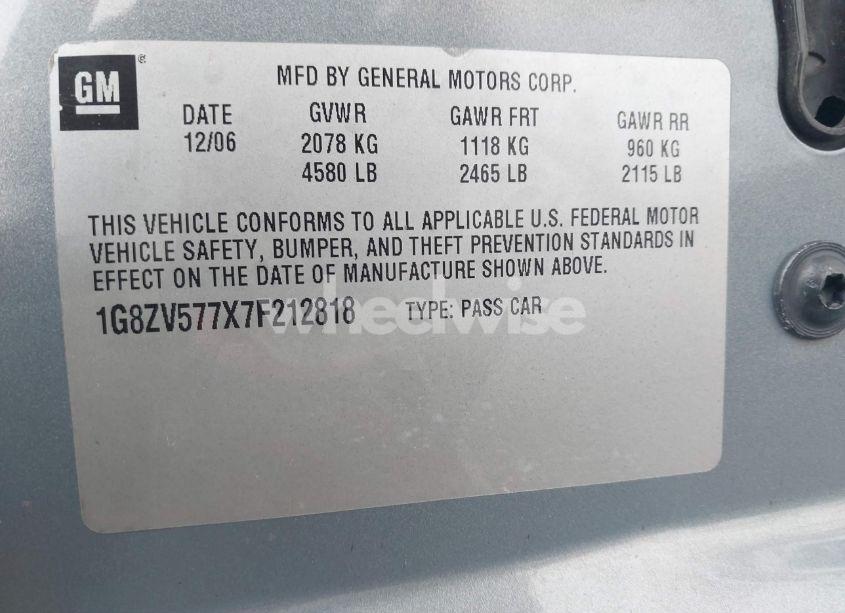 GM
MFD BY GENERAL MOTORS CORP.
DATE GVWR GAWR FRT GAWR RR
12/06 2078 KG 1118 KG 960 KG
4580 LB 2465 LB 2115 LB
THIS VEHICLE CONFORMS TO ALL APPLICABLE U.S. FEDERAL MOTOR
VEHICLE SAFETY, BUMPER, AND THEFT PREVENTION STANDARDS IN
EFFECT ON THE DATE OF MANUFACTURE SHOWN ABOVE.
1G8ZV577X7F212818 TYPE: PASS CAR
wheelwise